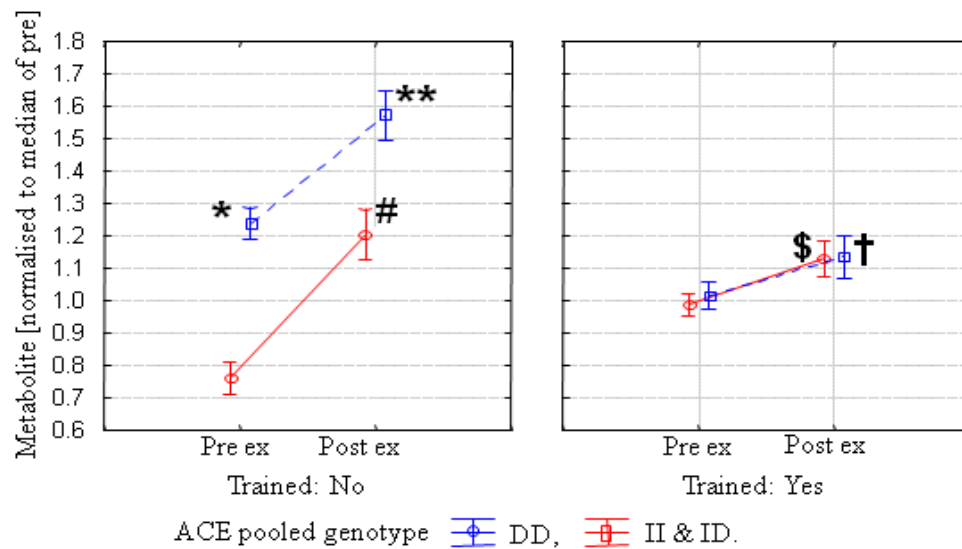 Metabolite [normalised to median of pre]
1.8
1.7
1.6
1.5
1.4
1.3
1.2
1.1
1.0
0.9
0.8
0.7
0.6
*
**
#
$
†
Pre ex
Post ex
Pre ex
Post ex
Trained: No
Trained: Yes
ACE pooled genotype DD, II & ID.